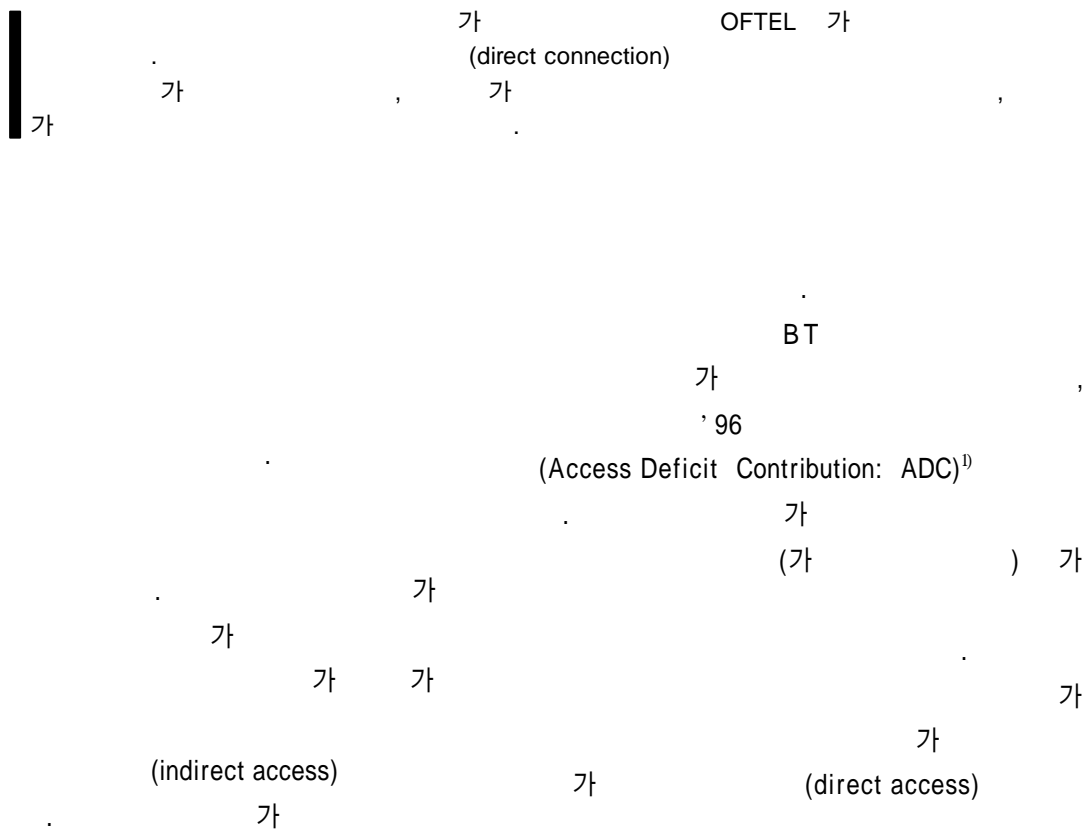 가 OFTEL 가
. (direct connection)
가 , 가 ,
가 .
.
. 가
가
가 가
(indirect access)
. 가
.
BT
가 ,
’96
(Access Deficit Contribution: ADC)1)
. 가
(가 ) 가
.
가
가
가 (direct access)